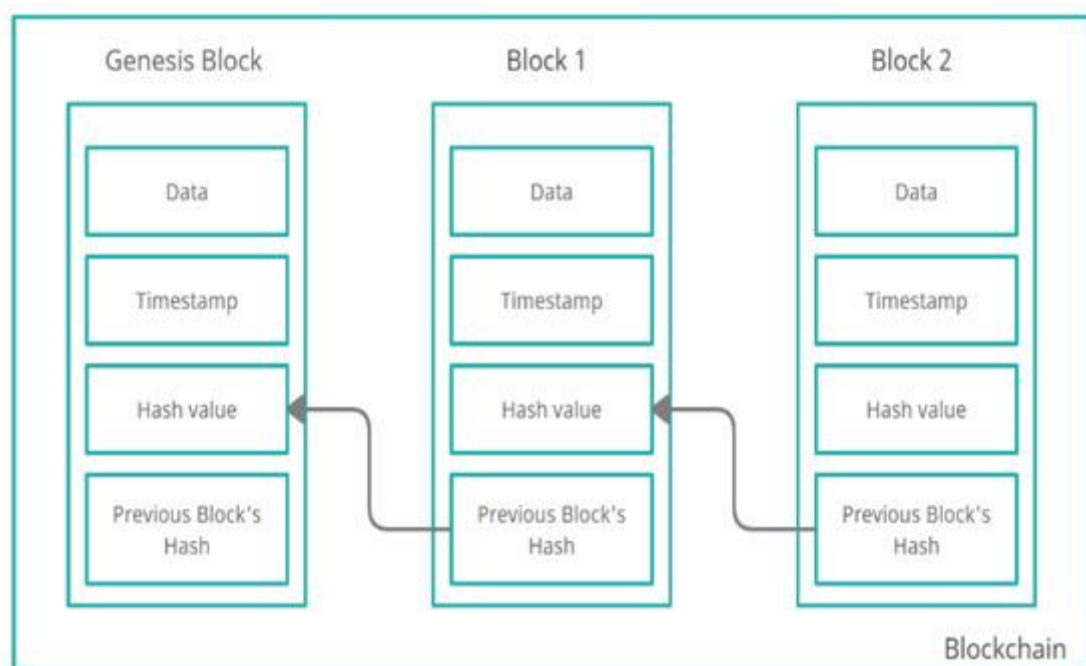 Genesis Block
Data
Timestamp
Hash value
Previous Block's
Hash
Block 1
Data
Timestamp
Hash value
Previous Block's
Hash
Block 2
Data
Timestamp
Hash value
Previous Block's
Hash
Blockchain